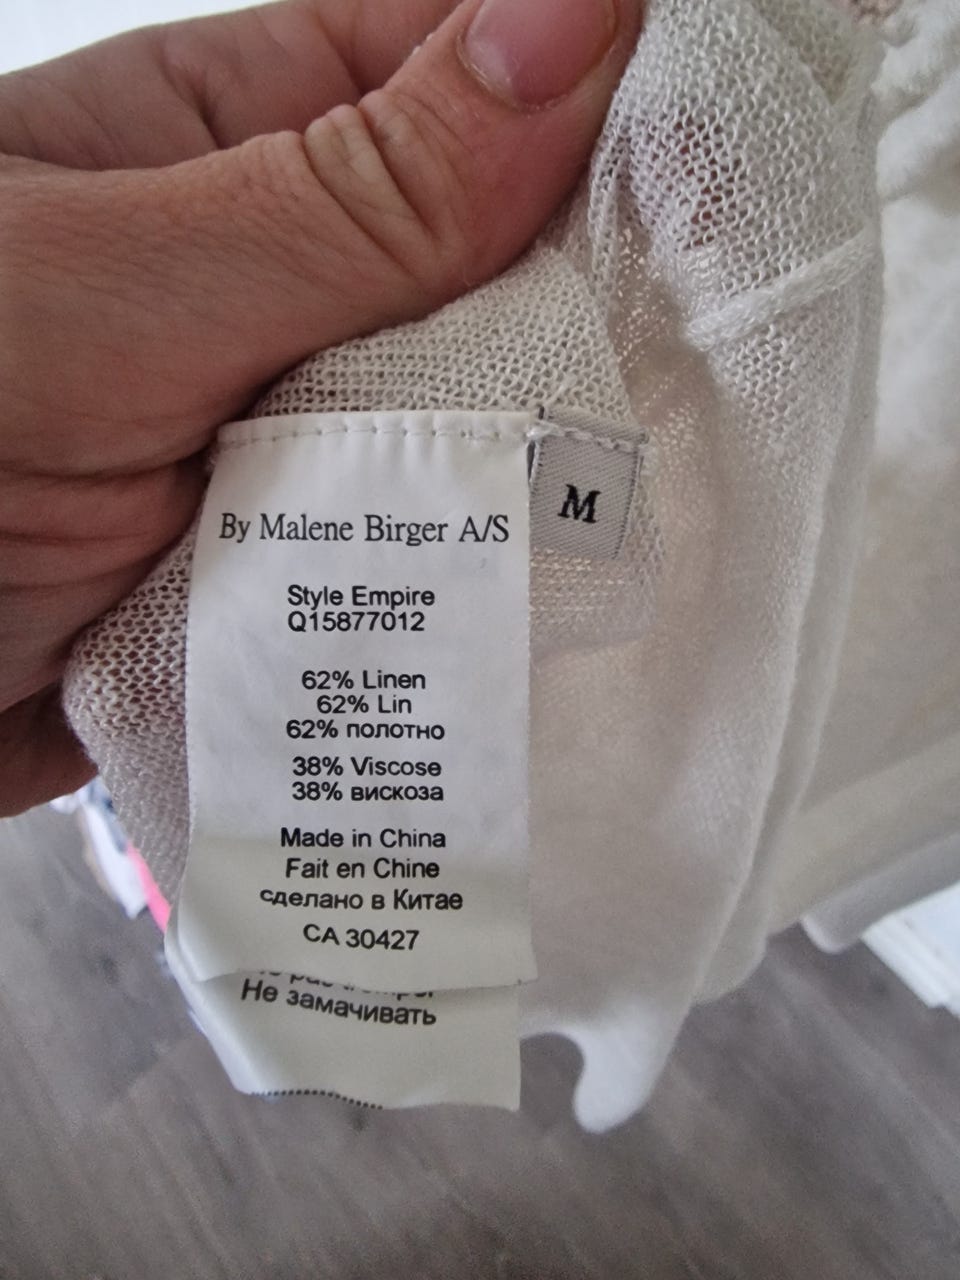 By Malene Birger A/S
M
Style Empire
Q15877012
62% Linen
62% Lin
62% полотно
38% Viscose
38% вискоза
Made in China
Fait en Chine
сделано в Китае
CA 30427
Не замачивать